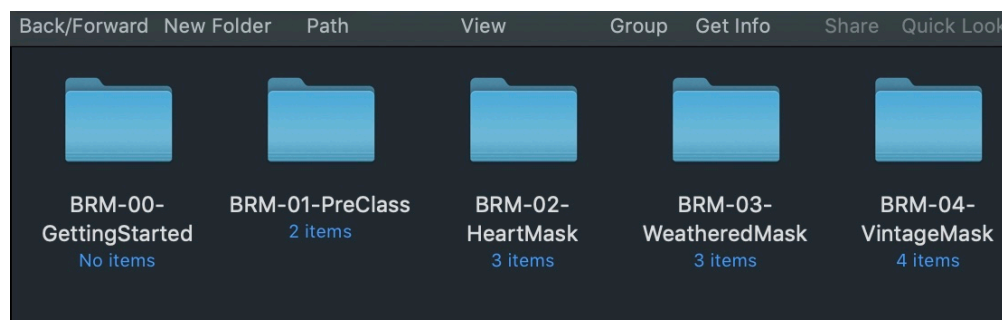 Back/Forward New Folder Path View Group Get Info Share Quick Look
BRM-00-
GettingStarted
No items
BRM-01-PreClass
2 items
BRM-02-
HeartMask
3 items
BRM-03-
WeatheredMask
3 items
BRM-04-
VintageMask
4 items